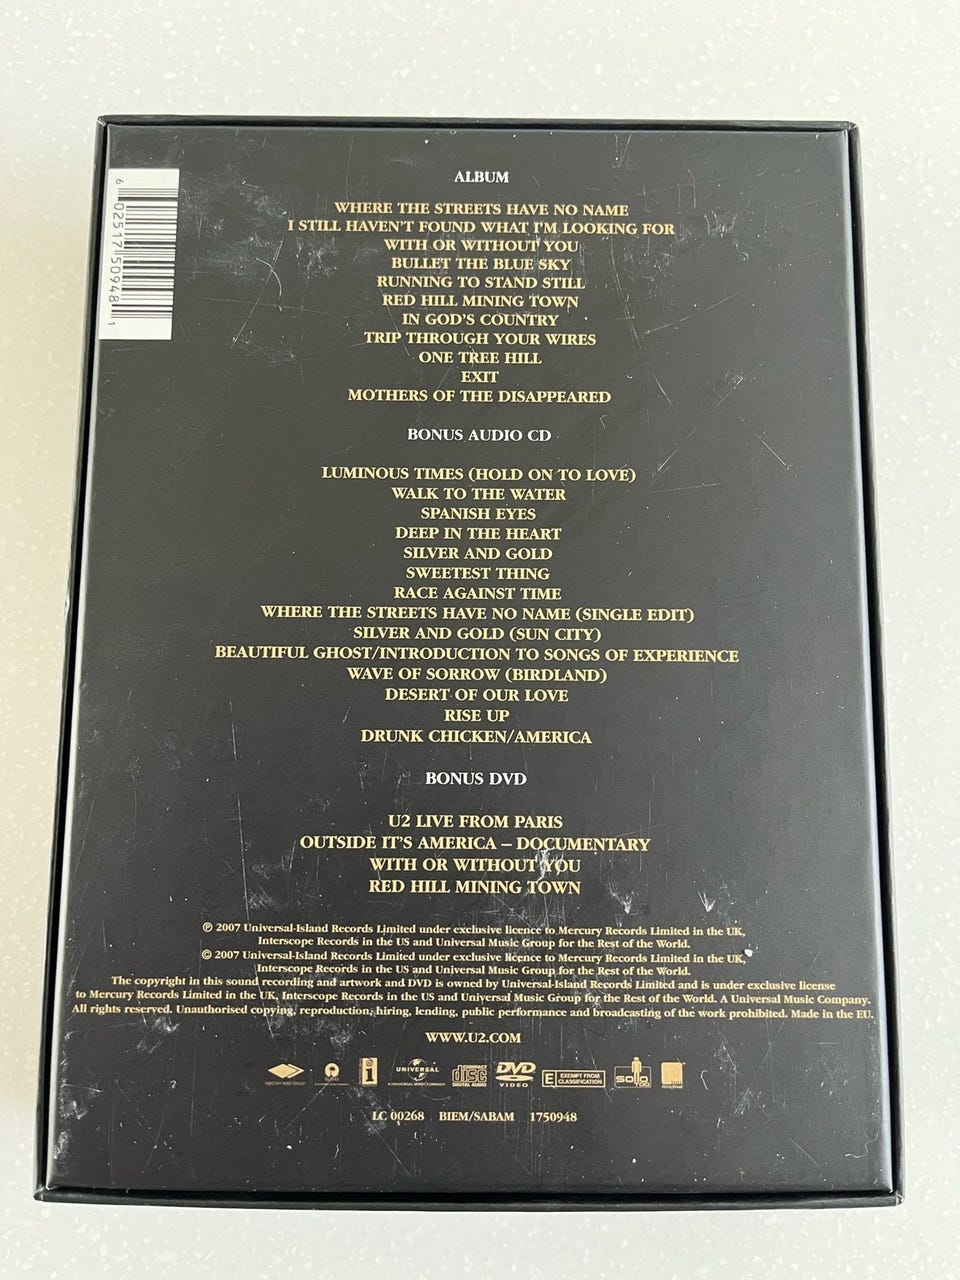 6 02517 50948 1
ALBUM
WHERE THE STREETS HAVE NO NAME
I STILL HAVEN'T FOUND WHAT I'M LOOKING FOR
WITH OR WITHOUT YOU
BULLET THE BLUE SKY
RUNNING TO STAND STILL
RED HILL MINING TOWN
IN GOD'S COUNTRY
TRIP THROUGH YOUR WIRES
ONE TREE HILL
EXIT
MOTHERS OF THE DISAPPEARED
BONUS AUDIO CD
LUMINOUS TIMES (HOLD ON TO LOVE)
WALK TO THE WATER
SPANISH EYES
DEEP IN THE HEART
SILVER AND GOLD
SWEETEST THING
RACE AGAINST TIME
WHERE THE STREETS HAVE NO NAME (SINGLE EDIT)
SILVER AND GOLD (SUN CITY)
BEAUTIFUL GHOST/INTRODUCTION TO SONGS OF EXPERIENCE
WAVE OF SORROW (BIRDLAND)
DESERT OF OUR LOVE
RISE UP
DRUNK CHICKEN/AMERICA
BONUS DVD
U2 LIVE FROM PARIS
OUTSIDE IT'S AMERICA – DOCUMENTARY
WITH OR WITHOUT YOU
RED HILL MINING TOWN
℗ 2007 Universal-Island Records Limited under exclusive licence to Mercury Records Limited in the UK,
Interscope Records in the US and Universal Music Group for the Rest of the World.
© 2007 Universal-Island Records Limited under exclusive licence to Mercury Records Limited in the UK,
Interscope Records in the US and Universal Music Group for the Rest of the World.
The copyright in this sound recording and artwork and DVD is owned by Universal-Island Records Limited and is under exclusive license
to Mercury Records Limited in the UK, Interscope Records in the US and Universal Music Group for the Rest of the World. A Universal Music Company.
All rights reserved. Unauthorised copying, reproduction, hiring, lending, public performance and broadcasting of the work prohibited. Made in the EU.
WWW.U2.COM
i UNIVERSAL COMPACT disc DIGITAL AUDIO DVD VIDEO E EXEMPT FROM CLASSIFICATION
LC 00268 BIEM/SABAM 1750948